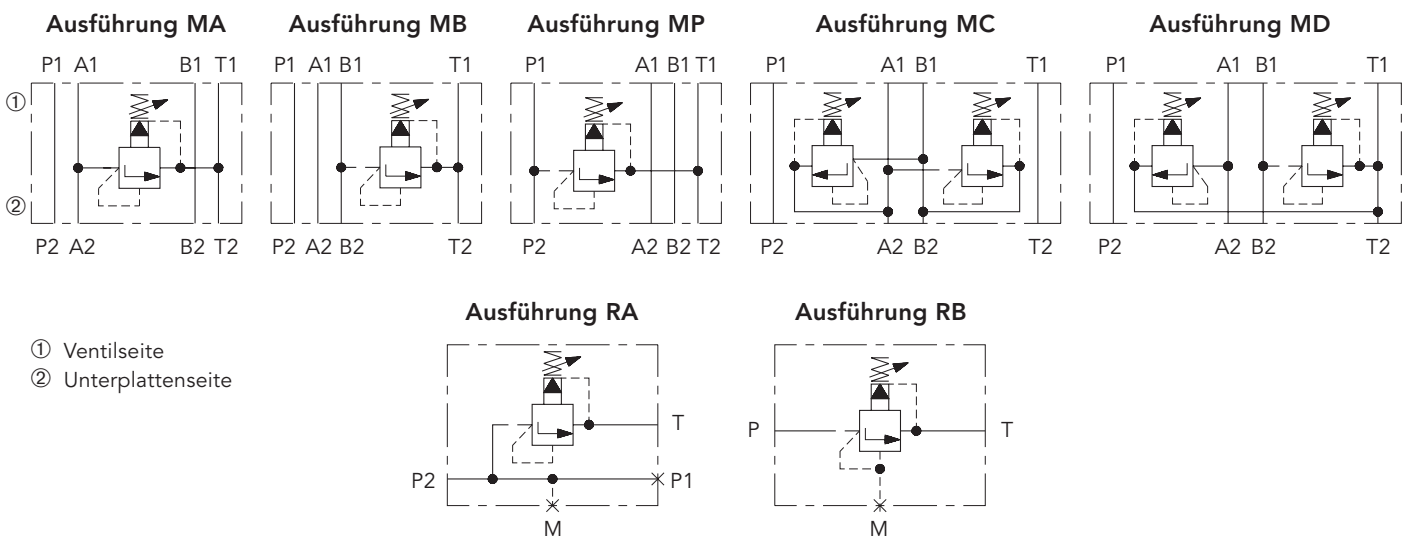 Ausführung MA Ausführung MB Ausführung MP Ausführung MC Ausführung MD
P1 A1 B1 T1 P1 A1 B1 T1 P1 A1 B1 T1 P1 A1 B1 T1 P1 A1 B1 T1
①
②
P2 A2 B2 T2 P2 A2 B2 T2 P2 A2 B2 T2 P2 A2 B2 T2 P2 A2 B2 T2
Ausführung RA Ausführung RB
① Ventilseite
② Unterplattenseite
T P T
P2 P1
M M